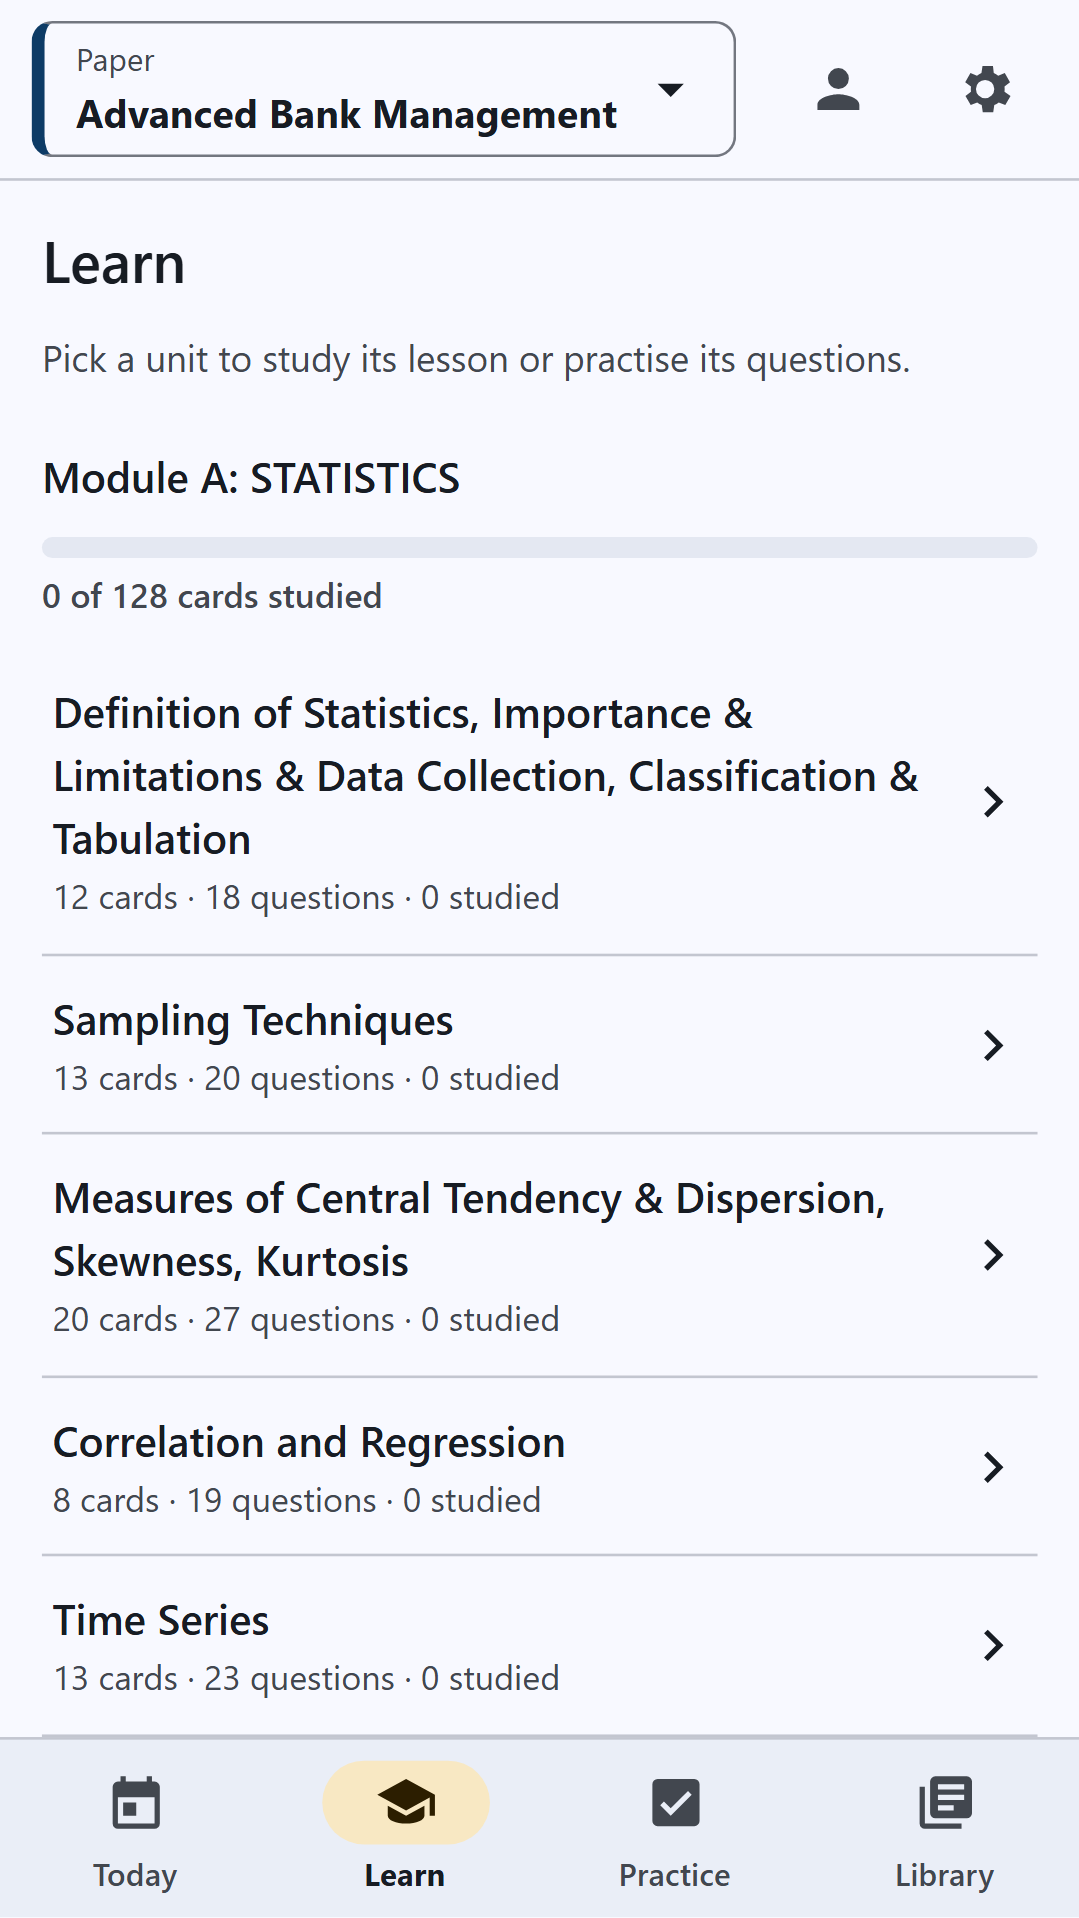 Paper
Advanced Bank Management
Learn
Pick a unit to study its lesson or practise its questions.
Module A: STATISTICS
0 of 128 cards studied
Definition of Statistics, Importance &
Limitations & Data Collection, Classification &
Tabulation
12 cards · 18 questions · 0 studied
Sampling Techniques
13 cards · 20 questions · 0 studied
Measures of Central Tendency & Dispersion,
Skewness, Kurtosis
20 cards · 27 questions · 0 studied
Correlation and Regression
8 cards · 19 questions · 0 studied
Time Series
13 cards · 23 questions · 0 studied
Today
Learn
Practice
Library